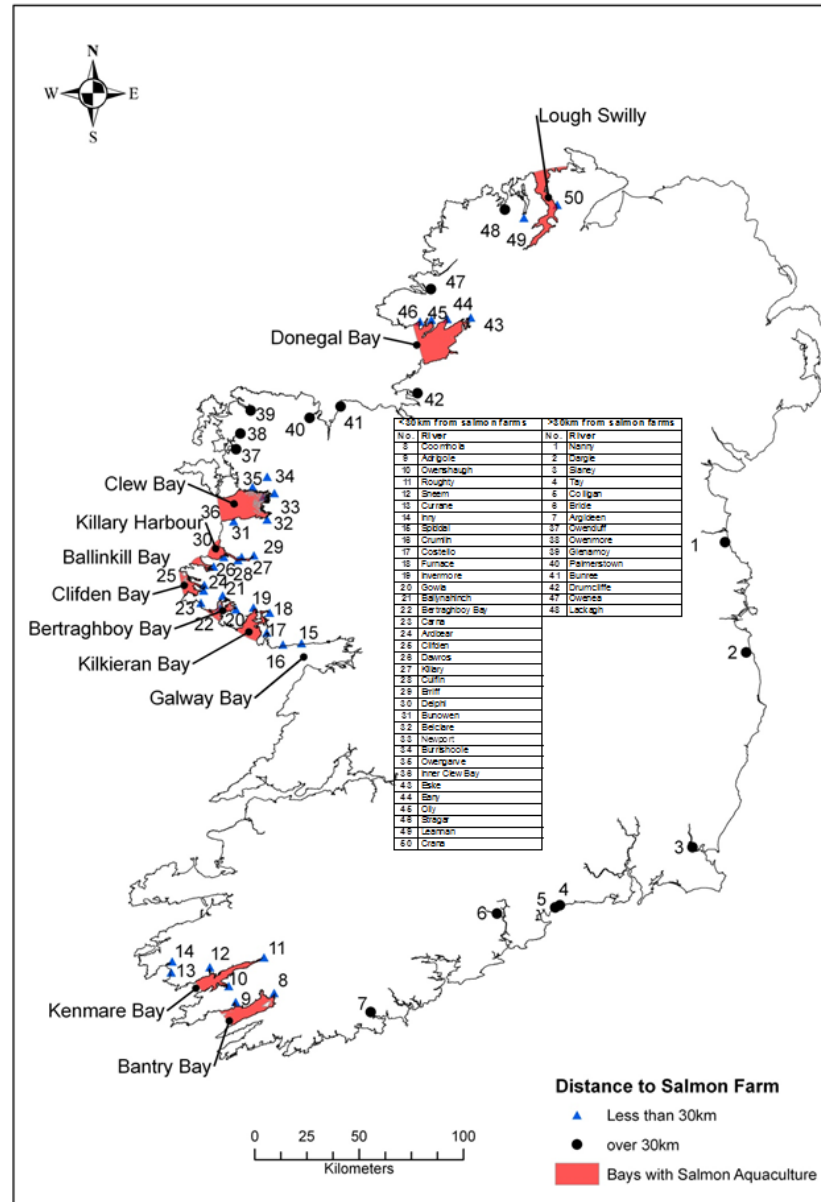 N
W E
S
Lough Swilly
50
48
49
47
46 45 44
43
Donegal Bay
42
39
40
41
38
37
35 34
Clew Bay
33
36
32
Killary Harbour
31
30
29
Ballinkill Bay
27
28
26
25
24
Clifden Bay
21
23
19
18
22
20
Bertraghboy Bay
17
15
Kilkieran Bay
16
Galway Bay
<30km from salmon farms >30km from salmon farms
No. River No. River
8 Coomhola 1 Nanny
9 Adrigole 2 Dargle
10 Owenshaugh 3 Slaney
11 Roughty 4 Tay
12 Sneem 5 Colligan
13 Currane 6 Bride
14 Inny 7 Argideen
15 Spiddal 37 Owenduff
16 Crumlin 38 Owenmore
17 Costello 39 Glenamoy
18 Furnace 40 Palmerstown
19 Invermore 41 Bunree
20 Gowla 42 Drumcliffe
21 Ballynahinch 47 Owenea
22 Bertraghboy Bay 48 Lackagh
23 Carna
24 Ardbear
25 Clifden
26 Dawros
27 Killary
28 Culfin
29 Erriff
30 Delphi
31 Bunowen
32 Belclare
33 Newport
34 Burrishoole
35 Owengarve
36 Inner Clew Bay
43 Eske
44 Eany
45 Oily
46 Stragar
49 Leannan
50 Crana
1
2
3
4
5
6
11
14
12
13
10
8
9
7
Kenmare Bay
Bantry Bay
Distance to Salmon Farm
Less than 30km
over 30km
Bays with Salmon Aquaculture
0 25 50 100
Kilometers